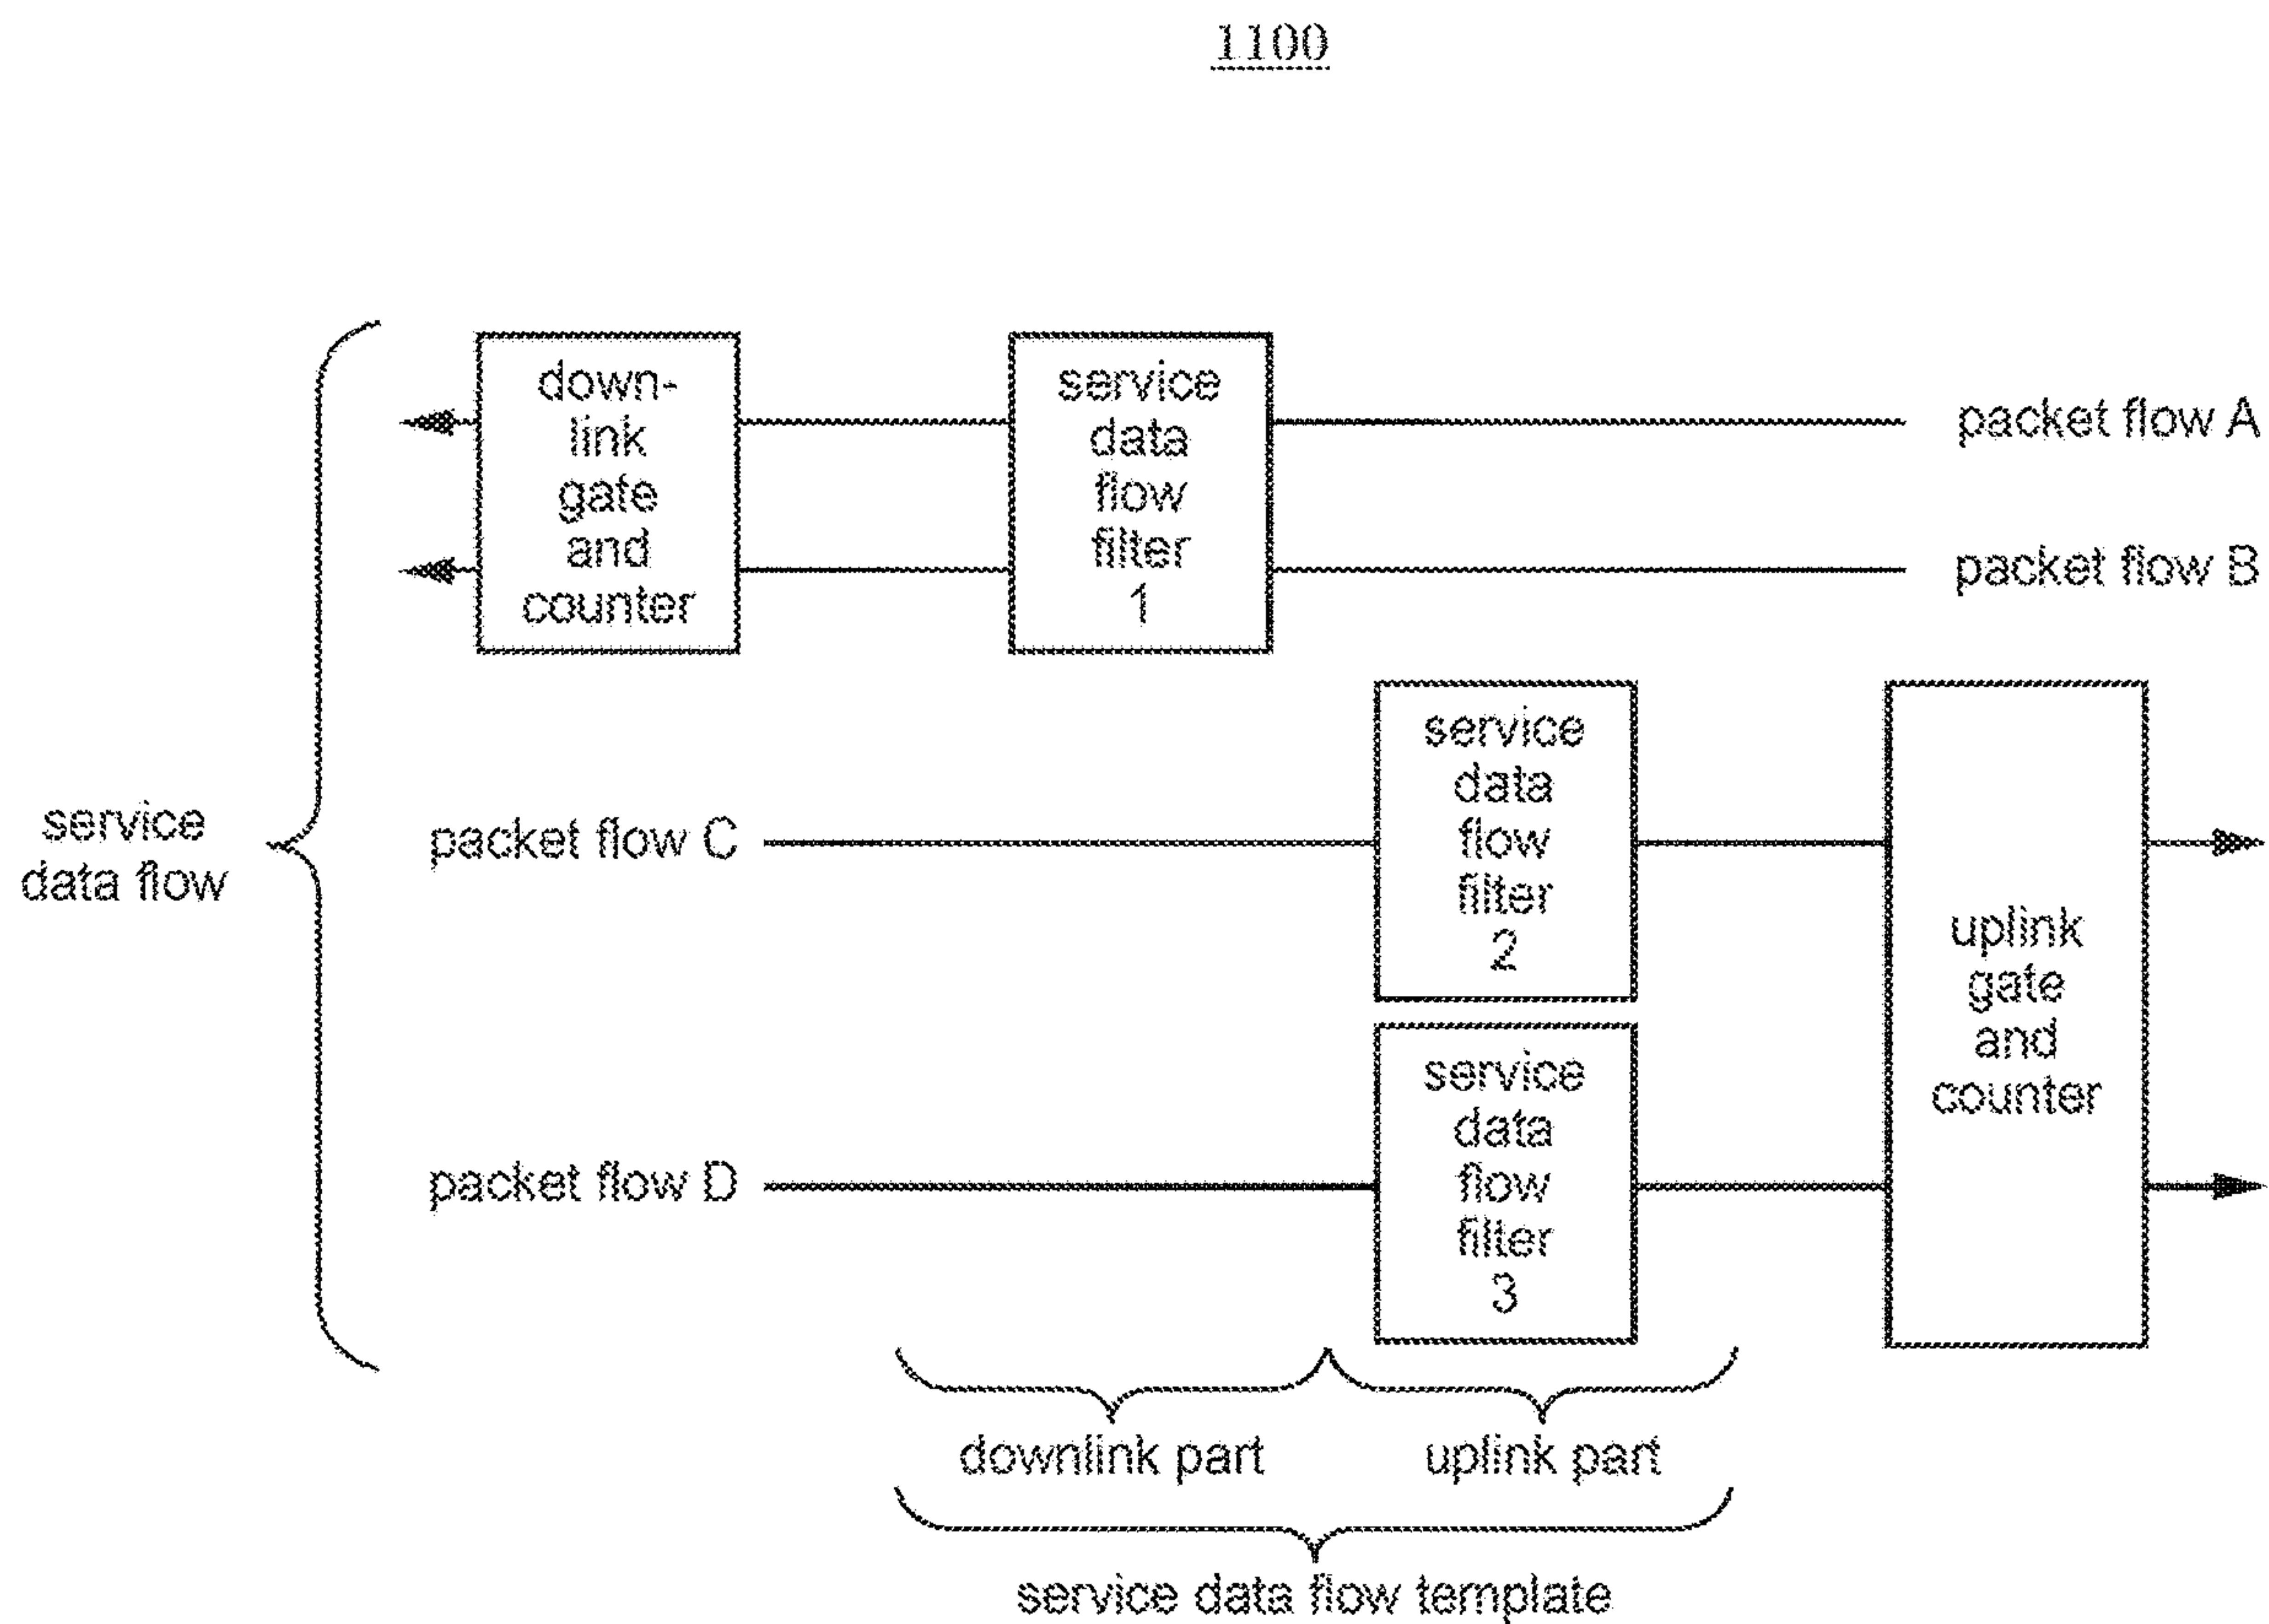 1100
down-
link
gate
and
counter
service
data
flow
filter
1
packet flow A
packet flow B
service
data flow
packet flow C
service
data
flow
filter
2
uplink
gate
and
counter
packet flow D
service
data
flow
filter
3
downlink part
uplink part
service data flow template